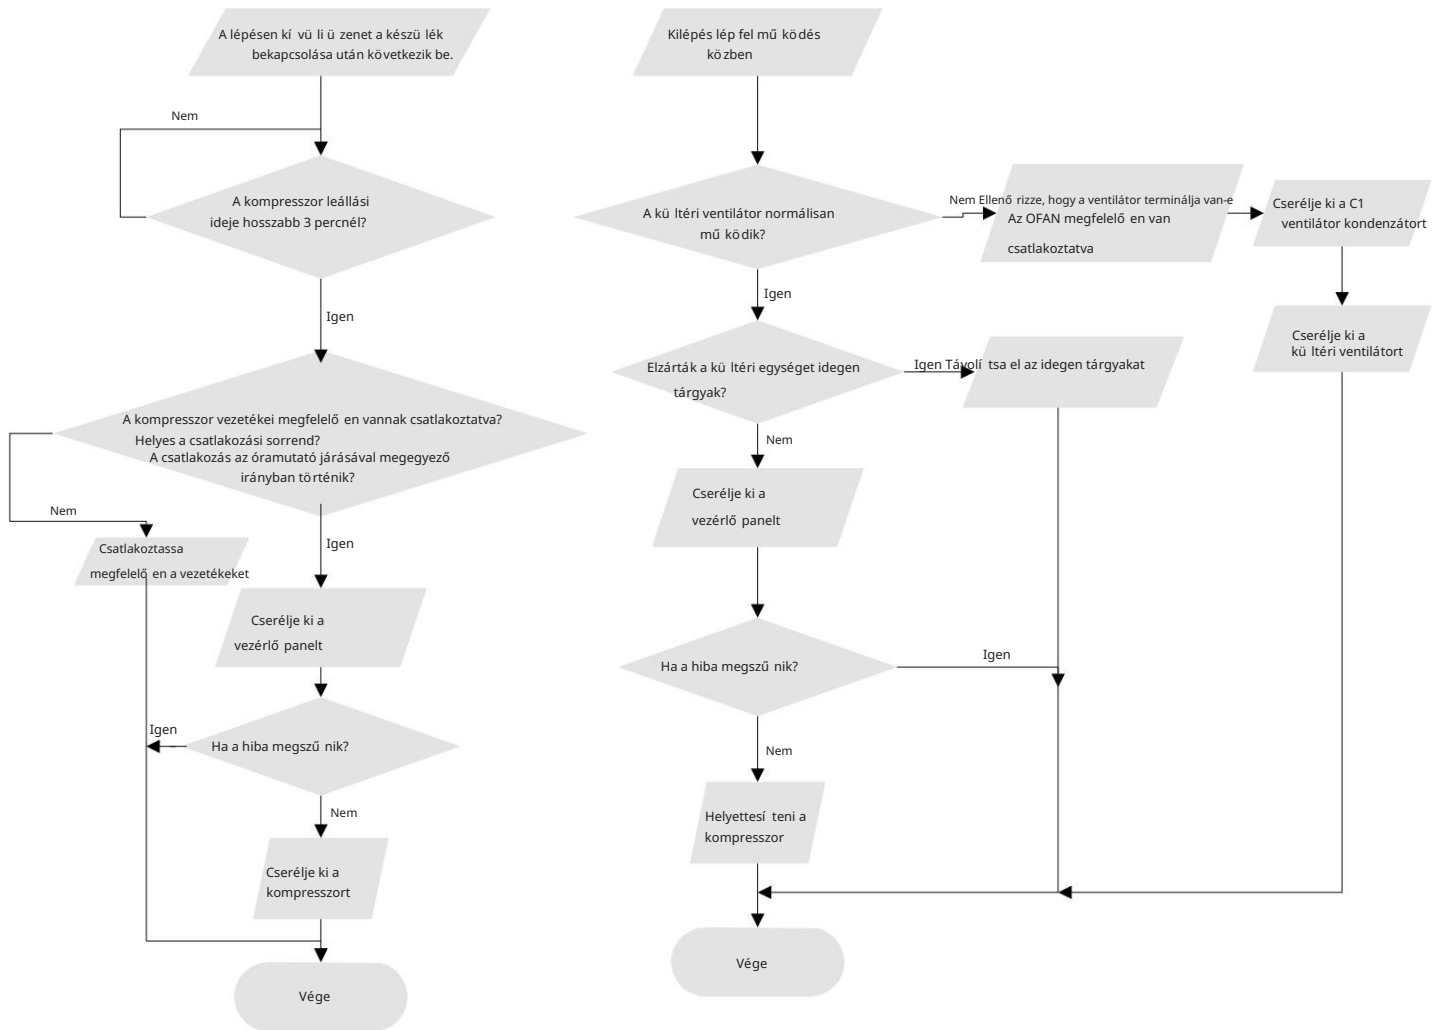 A lépésen kí vü li ü zenet a készü lék
bekapcsolása után következik be.
Nem
A kompresszor leállási
ideje hosszabb 3 percnél?
Igen
A kompresszor vezetékei megfelelő en vannak csatlakoztatva?
Helyes a csatlakozási sorrend?
A csatlakozás az óramutató járásával megegyező
irányban történik?
Nem
Igen
Csatlakoztassa
megfelelő en a vezetékeket
Cserélje ki a
vezérlő panelt
Igen
Ha a hiba megszű nik?
Nem
Cserélje ki a
kompresszort
Vége
Kilépés lép fel mű ködés
közben
A kü ltéri ventilátor normálisan
mű ködik?
Nem Ellenő rizze, hogy a ventilátor terminálja van-e
Az OFAN megfelelő en van
csatlakoztatva
Cserélje ki a C1
ventilátor kondenzátort
Cserélje ki a
kü ltéri ventilátort
Igen
Elzárták a kü ltéri egységet idegen
tárgyak?
Igen Távolí tsa el az idegen tárgyakat
Nem
Cserélje ki a
vezérlő panelt
Ha a hiba megszű nik?
Igen
Nem
Helyettesí teni a
kompresszor
Vége